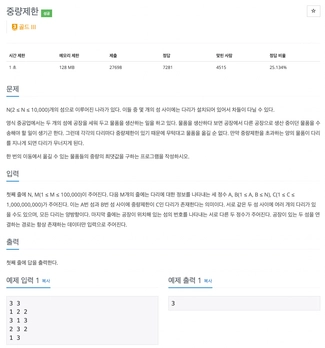 중량제한 성공
골드 III
시간 제한 메모리 제한 제출 정답 맞힌 사람 정답 비율
1 초 128 MB 27698 7281 4515 25.134%
문제
N(2 ≤ N ≤ 10,000)개의 섬으로 이루어진 나라가 있다. 이들 중 몇 개의 섬 사이에는 다리가 설치되어 있어서 차들이 다닐 수 있다.
영식 중공업에서는 두 개의 섬에 공장을 세워 두고 물품을 생산하는 일을 하고 있다. 물품을 생산하다 보면 공장에서 다른 공장으로 생산 중이던 물품을 수
송해야 할 일이 생기곤 한다. 그런데 각각의 다리마다 중량제한이 있기 때문에 무턱대고 물품을 옮길 순 없다. 만약 중량제한을 초과하는 양의 물품이 다리
를 지나게 되면 다리가 무너지게 된다.
한 번의 이동에서 옮길 수 있는 물품들의 중량의 최댓값을 구하는 프로그램을 작성하시오.
입력
첫째 줄에 N, M(1 ≤ M ≤ 100,000)이 주어진다. 다음 M개의 줄에는 다리에 대한 정보를 나타내는 세 정수 A, B(1 ≤ A, B ≤ N), C(1 ≤ C ≤
1,000,000,000)가 주어진다. 이는 A번 섬과 B번 섬 사이에 중량제한이 C인 다리가 존재한다는 의미이다. 서로 같은 두 섬 사이에 여러 개의 다리가 있
을 수도 있으며, 모든 다리는 양방향이다. 마지막 줄에는 공장이 위치해 있는 섬의 번호를 나타내는 서로 다른 두 정수가 주어진다. 공장이 있는 두 섬을 연
결하는 경로는 항상 존재하는 데이터만 입력으로 주어진다.
출력
첫째 줄에 답을 출력한다.
예제 입력 1 복사
3 3
1 2 2
3 1 3
2 3 2
1 3
예제 출력 1 복사
3